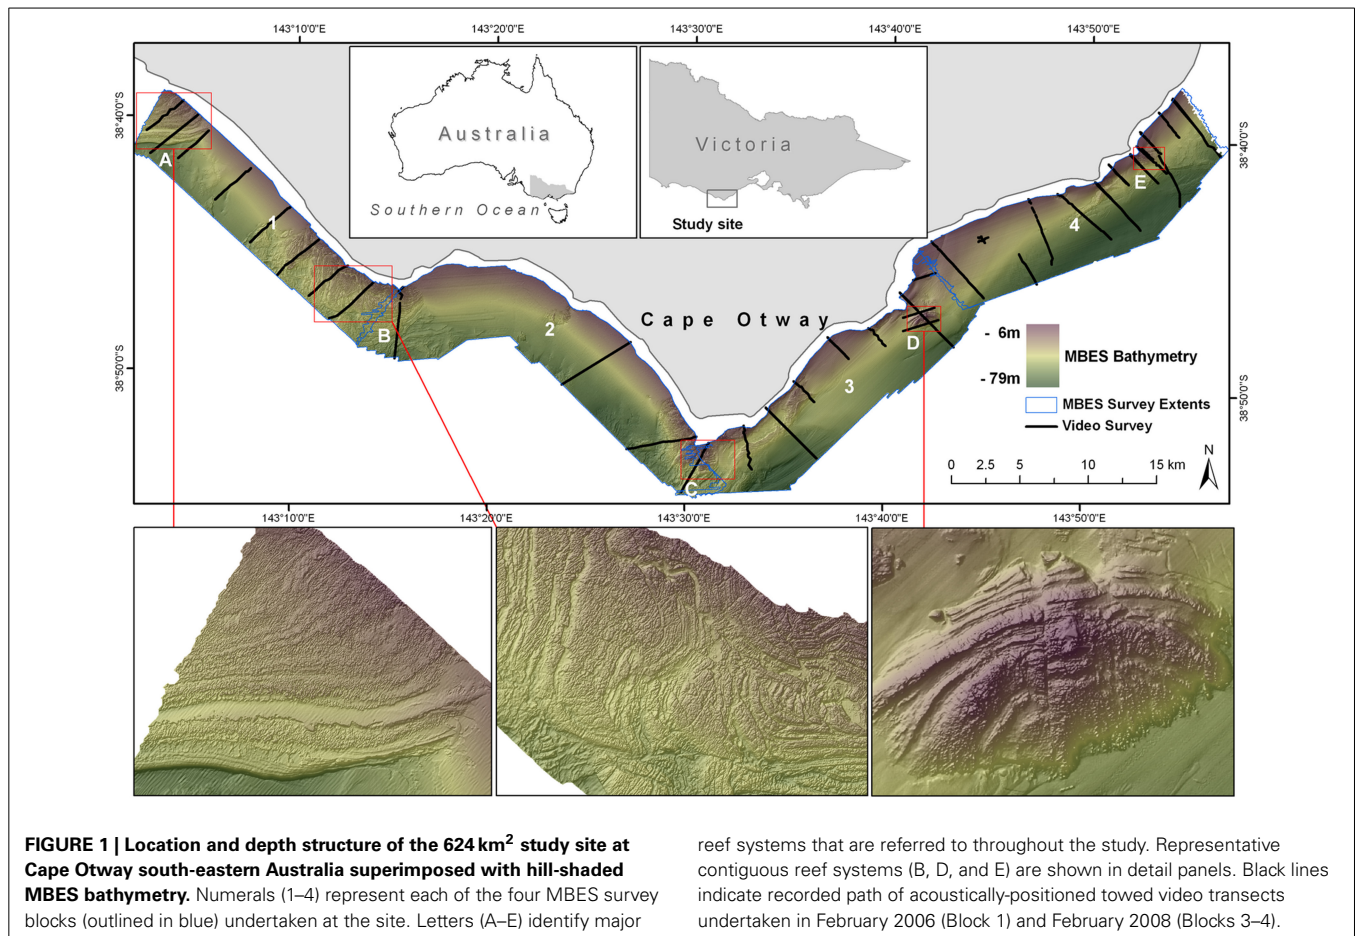 143°10'0"E
143°20'0"E
143°30'0"E
143°40'0"E
143°50'0"E
38°40'0"S
38°50'0"S
38°40'0"S
38°50'0"S
Australia
Southern Ocean
Victoria
Study site
A
1
B
2
Cape Otway
C
3
D
4
E
- 6m
- 79m
MBES Bathymetry
MBES Survey Extents
Video Survey
N
0 2.5 5 10 15 km
143°10'0"E
143°20'0"E
143°30'0"E
143°40'0"E
143°50'0"E
FIGURE 1 | Location and depth structure of the 624 km² study site at
Cape Otway south-eastern Australia superimposed with hill-shaded
MBES bathymetry. Numerals (1–4) represent each of the four MBES survey
blocks (outlined in blue) undertaken at the site. Letters (A–E) identify major
reef systems that are referred to throughout the study. Representative
contiguous reef systems (B, D, and E) are shown in detail panels. Black lines
indicate recorded path of acoustically-positioned towed video transects
undertaken in February 2006 (Block 1) and February 2008 (Blocks 3–4).